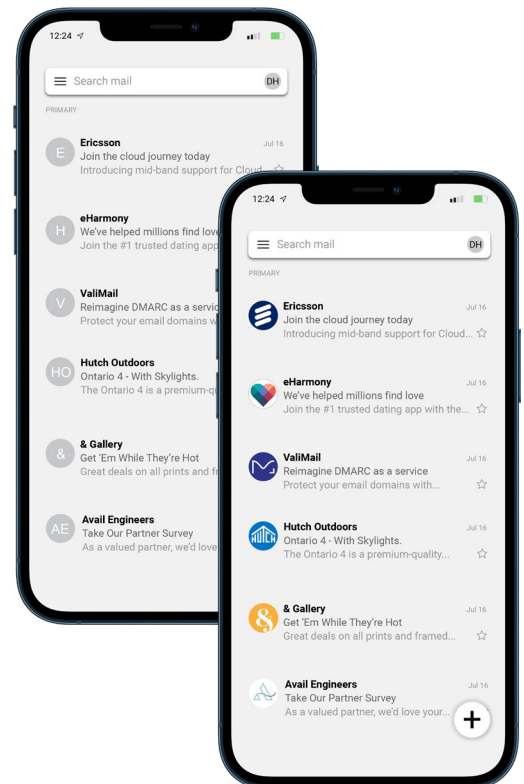 12:24
Search mail
DH
PRIMARY
E
Ericsson
Jul 16
Join the cloud journey today
Introducing mid-band support for Cloud...
H
eHarmony
We've helped millions find love
Join the #1 trusted dating app
V
ValiMail
Reimagine DMARC as a servic
Protect your email domains w
HO
Hutch Outdoors
Ontario 4 - With Skylights.
The Ontario 4 is a premium-qu
&
& Gallery
Get 'Em While They're Hot
Great deals on all prints and fr
AE
Avail Engineers
Take Our Partner Survey
As a valued partner, we'd love
12:24
Search mail
DH
PRIMARY
Ericsson
Jul 16
Join the cloud journey today
Introducing mid-band support for Cloud...
eHarmony
Jul 16
We've helped millions find love
Join the #1 trusted dating app with the...
ValiMail
Jul 16
Reimagine DMARC as a service
Protect your email domains with...
HUTCH
Hutch Outdoors
Jul 16
Ontario 4 - With Skylights.
The Ontario 4 is a premium-quality...
&
& Gallery
Jul 16
Get 'Em While They're Hot
Great deals on all prints and framed...
Avail Engineers
Jul 16
Take Our Partner Survey
As a valued partner, we'd love your...